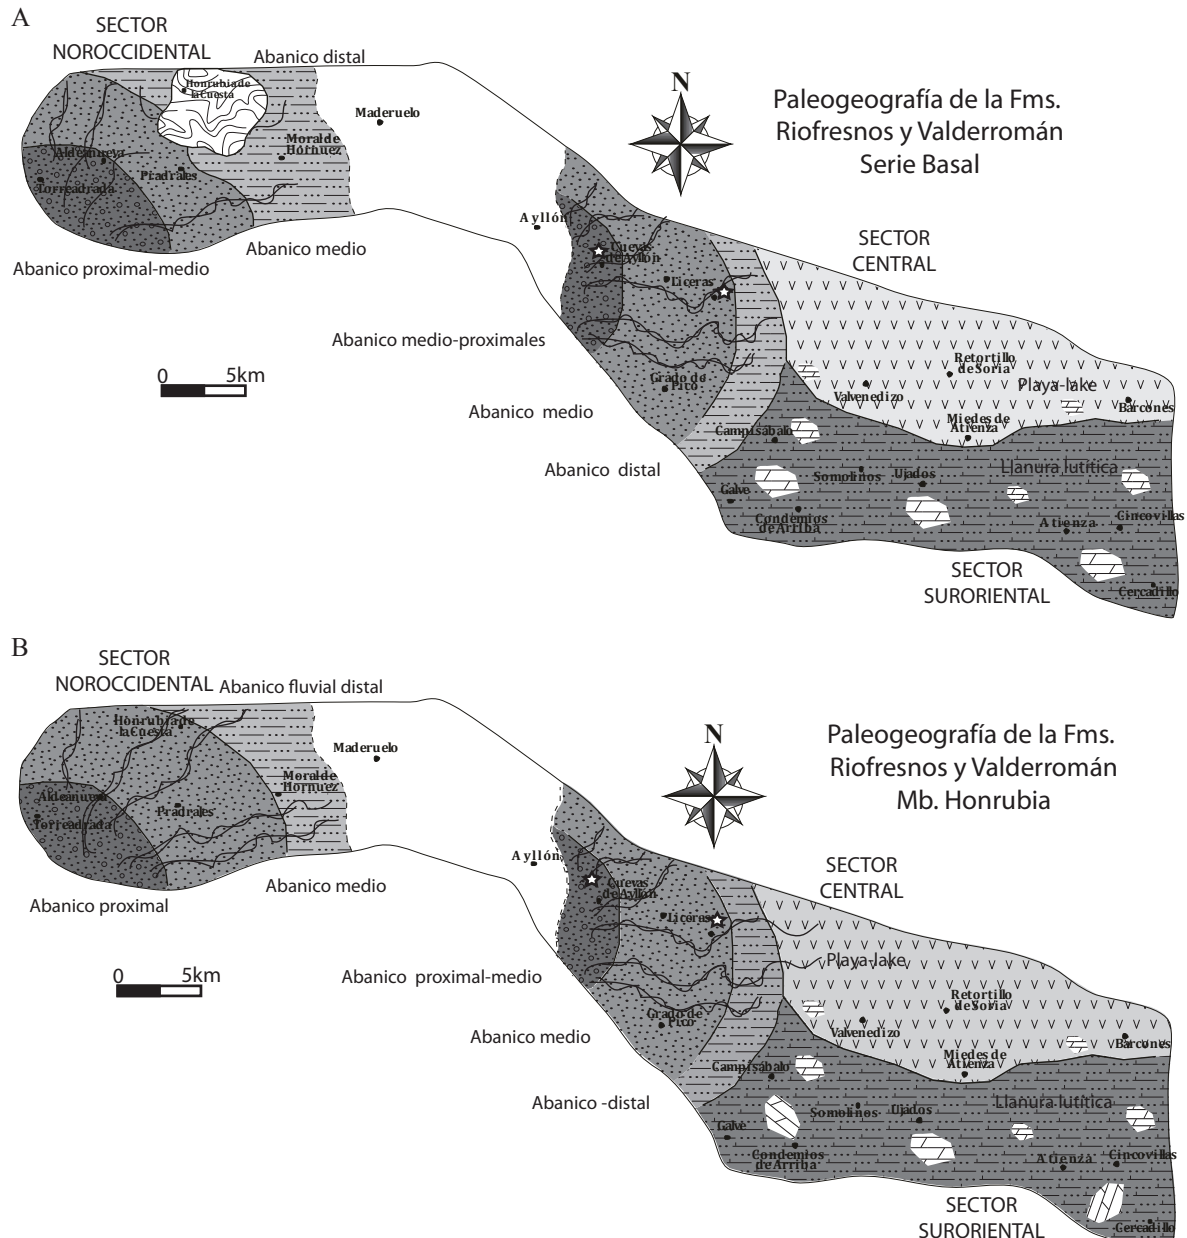 A
SECTOR
NOROCCIDENTAL
Abanico distal
Honrubia de
la Cuesta
Maderuelo
Moral de
Hornuez
Aldeanueva
Pradrales
Torreadrada
Abanico medio
Abanico proximal-medio
N
Paleogeografía de la Fms.
Riofresnos y Valderromán
Serie Basal
Ayllón
Cuevas
de Ayllón
Liceras
SECTOR
CENTRAL
Abanico medio-proximales
0 5km
Grado de
Pico
Retortillo
de Soria
Playa-lake
Valvenedizo
Barcones
Abanico medio
Miedes de
Atienza
Campisábalo
Abanico distal
Somolinos
Ujados
Llanura lutítica
Galve
Condemios
de Arriba
Atienza
Cincovillas
SECTOR
SURORIENTAL
Cercadillo
B
SECTOR
NOROCCIDENTAL
Abanico fluvial distal
Honrubia de
la Cuesta
Maderuelo
Moral de
Hornuez
Aldeanueva
Pradrales
Torreadrada
Abanico medio
Abanico proximal
N
Paleogeografía de la Fms.
Riofresnos y Valderromán
Mb. Honrubia
Ayllón
Cuevas
de Ayllón
Liceras
SECTOR
CENTRAL
Playa-lake
0 5km
Abanico proximal-medio
Grado de
Pico
Retortillo
de Soria
Valvenedizo
Barcones
Abanico medio
Miedes de
Atienza
Campisábalo
Abanico -distal
Somolinos
Ujados
Llanura lutítica
Galve
Condemios
de Arriba
Atienza
Cincovillas
SECTOR
SURORIENTAL
Cercadillo